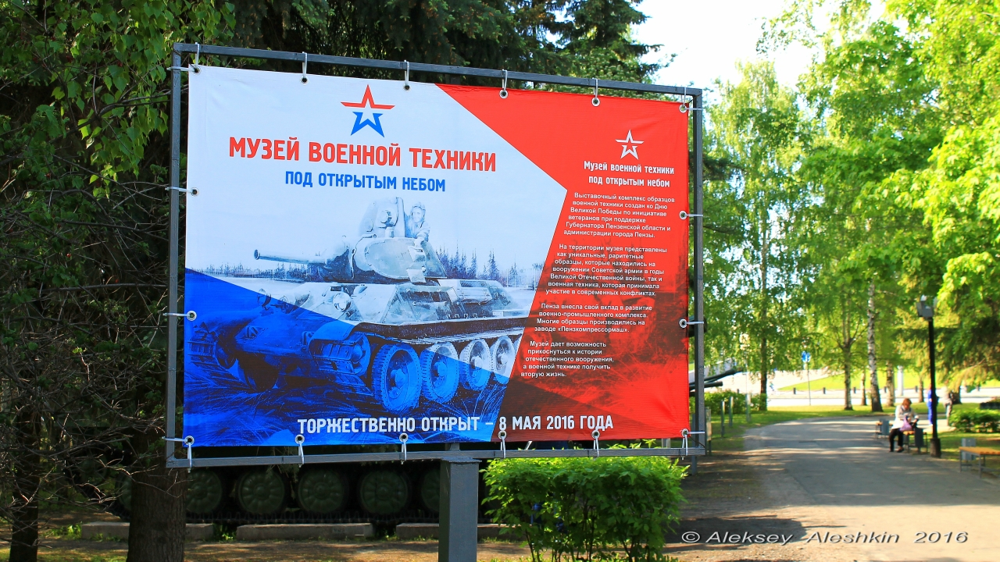 МУЗЕЙ ВОЕННОЙ ТЕХНИКИ
ПОД ОТКРЫТЫМ НЕБОМ
Музей военной техники
под открытым небом
Выставочный комплекс образцов
военной техники создан ко Дню
Великой Победы по инициативе
ветеранов при поддержке
Губернатора Пензенской области и
администрации города Пензы.
На территории музея представлены
как уникальные, раритетные
образцы, которые находились на
вооружении Советской армии в годы
Великой Отечественной войны, так и
военная техника, которая принимала
участие в современных конфликтах.
Пенза внесла свой вклад в развитие
военно-промышленного комплекса.
Многие образцы производились на
заводе «Пензкомпрессормаш».
Музей дает возможность
прикоснуться к истории
отечественного вооружения,
а военной технике получить
вторую жизнь.
ТОРЖЕСТВЕННО ОТКРЫТ – 8 МАЯ 2016 ГОДА
© Aleksey Aleshkin 2016